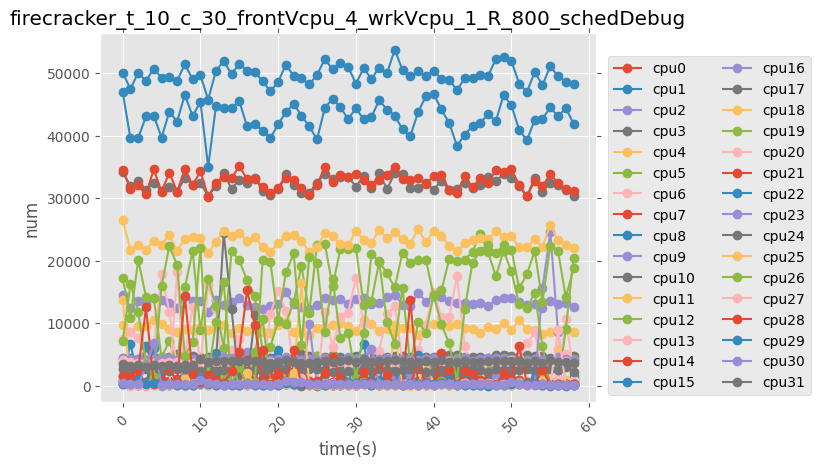 firecracker_t_10_c_30_frontVcpu_4_wrkVcpu_1_R_800_schedDebug
50000
40000
30000
20000
10000
0
num
0
10
20
30
40
50
60
time(s)
cpu0
cpu1
cpu2
cpu3
cpu4
cpu5
cpu6
cpu7
cpu8
cpu9
cpu10
cpu11
cpu12
cpu13
cpu14
cpu15
cpu16
cpu17
cpu18
cpu19
cpu20
cpu21
cpu22
cpu23
cpu24
cpu25
cpu26
cpu27
cpu28
cpu29
cpu30
cpu31